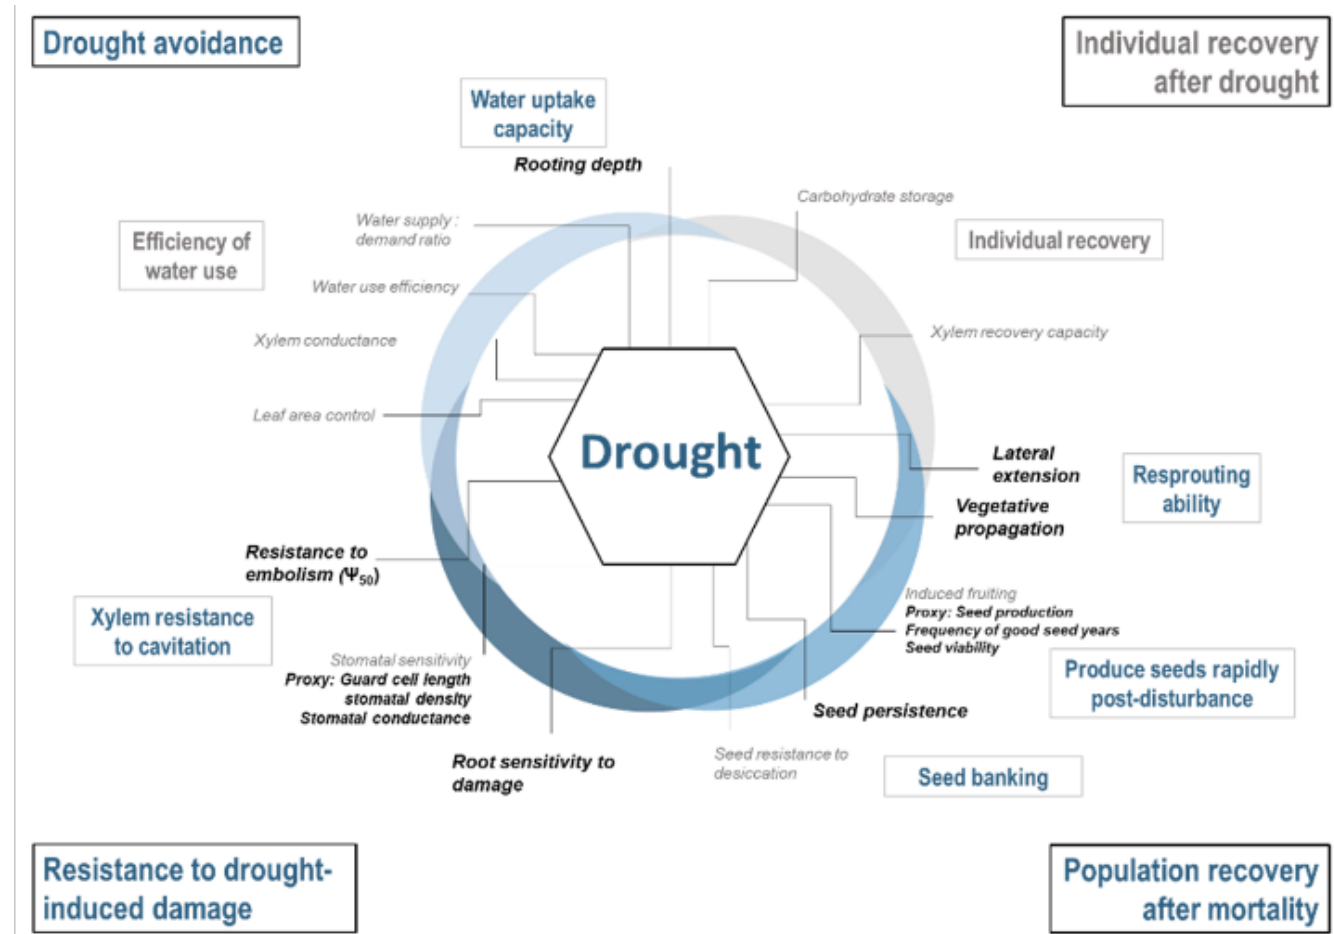 Drought avoidance
Individual recovery
after drought
Water uptake
capacity
Rooting depth
Carbohydrate storage
Water supply :
demand ratio
Efficiency of
water use
Individual recovery
Water use efficiency
Xylem conductance
Xylem recovery capacity
Leaf area control
Drought
Lateral
extension
Resprouting
ability
Vegetative
propagation
Resistance to
embolism (Ψ50)
Induced fruiting
Proxy: Seed production
Frequency of good seed years
Seed viability
Xylem resistance
to cavitation
Stomatal sensitivity
Proxy: Guard cell length
stomatal density
Stomatal conductance
Produce seeds rapidly
post-disturbance
Seed persistence
Root sensitivity to
damage
Seed resistance to
desiccation
Seed banking
Resistance to drought-
induced damage
Population recovery
after mortality